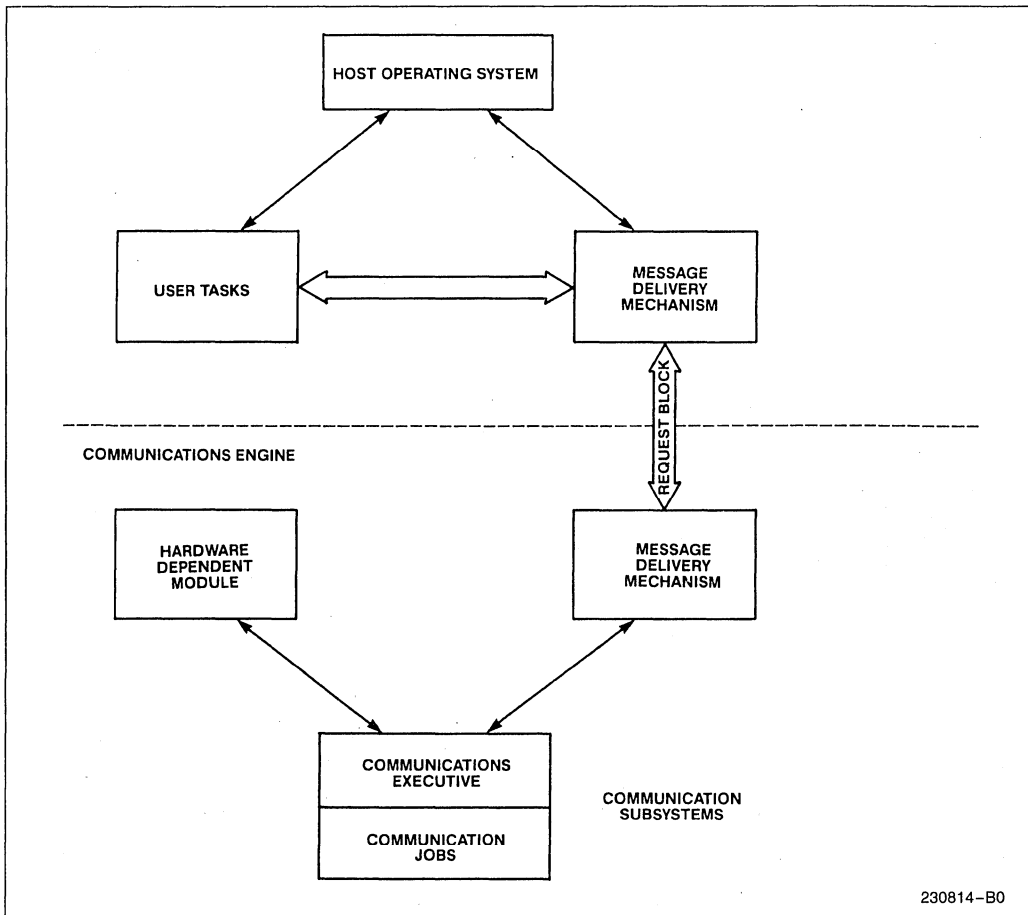 HOST OPERATING SYSTEM
USER TASKS
MESSAGE
DELIVERY
MECHANISM
REQUEST BLOCK
COMMUNICATIONS ENGINE
HARDWARE
DEPENDENT
MODULE
MESSAGE
DELIVERY
MECHANISM
COMMUNICATIONS
EXECUTIVE
COMMUNICATION
JOBS
COMMUNICATION
SUBSYSTEMS
230814–B0